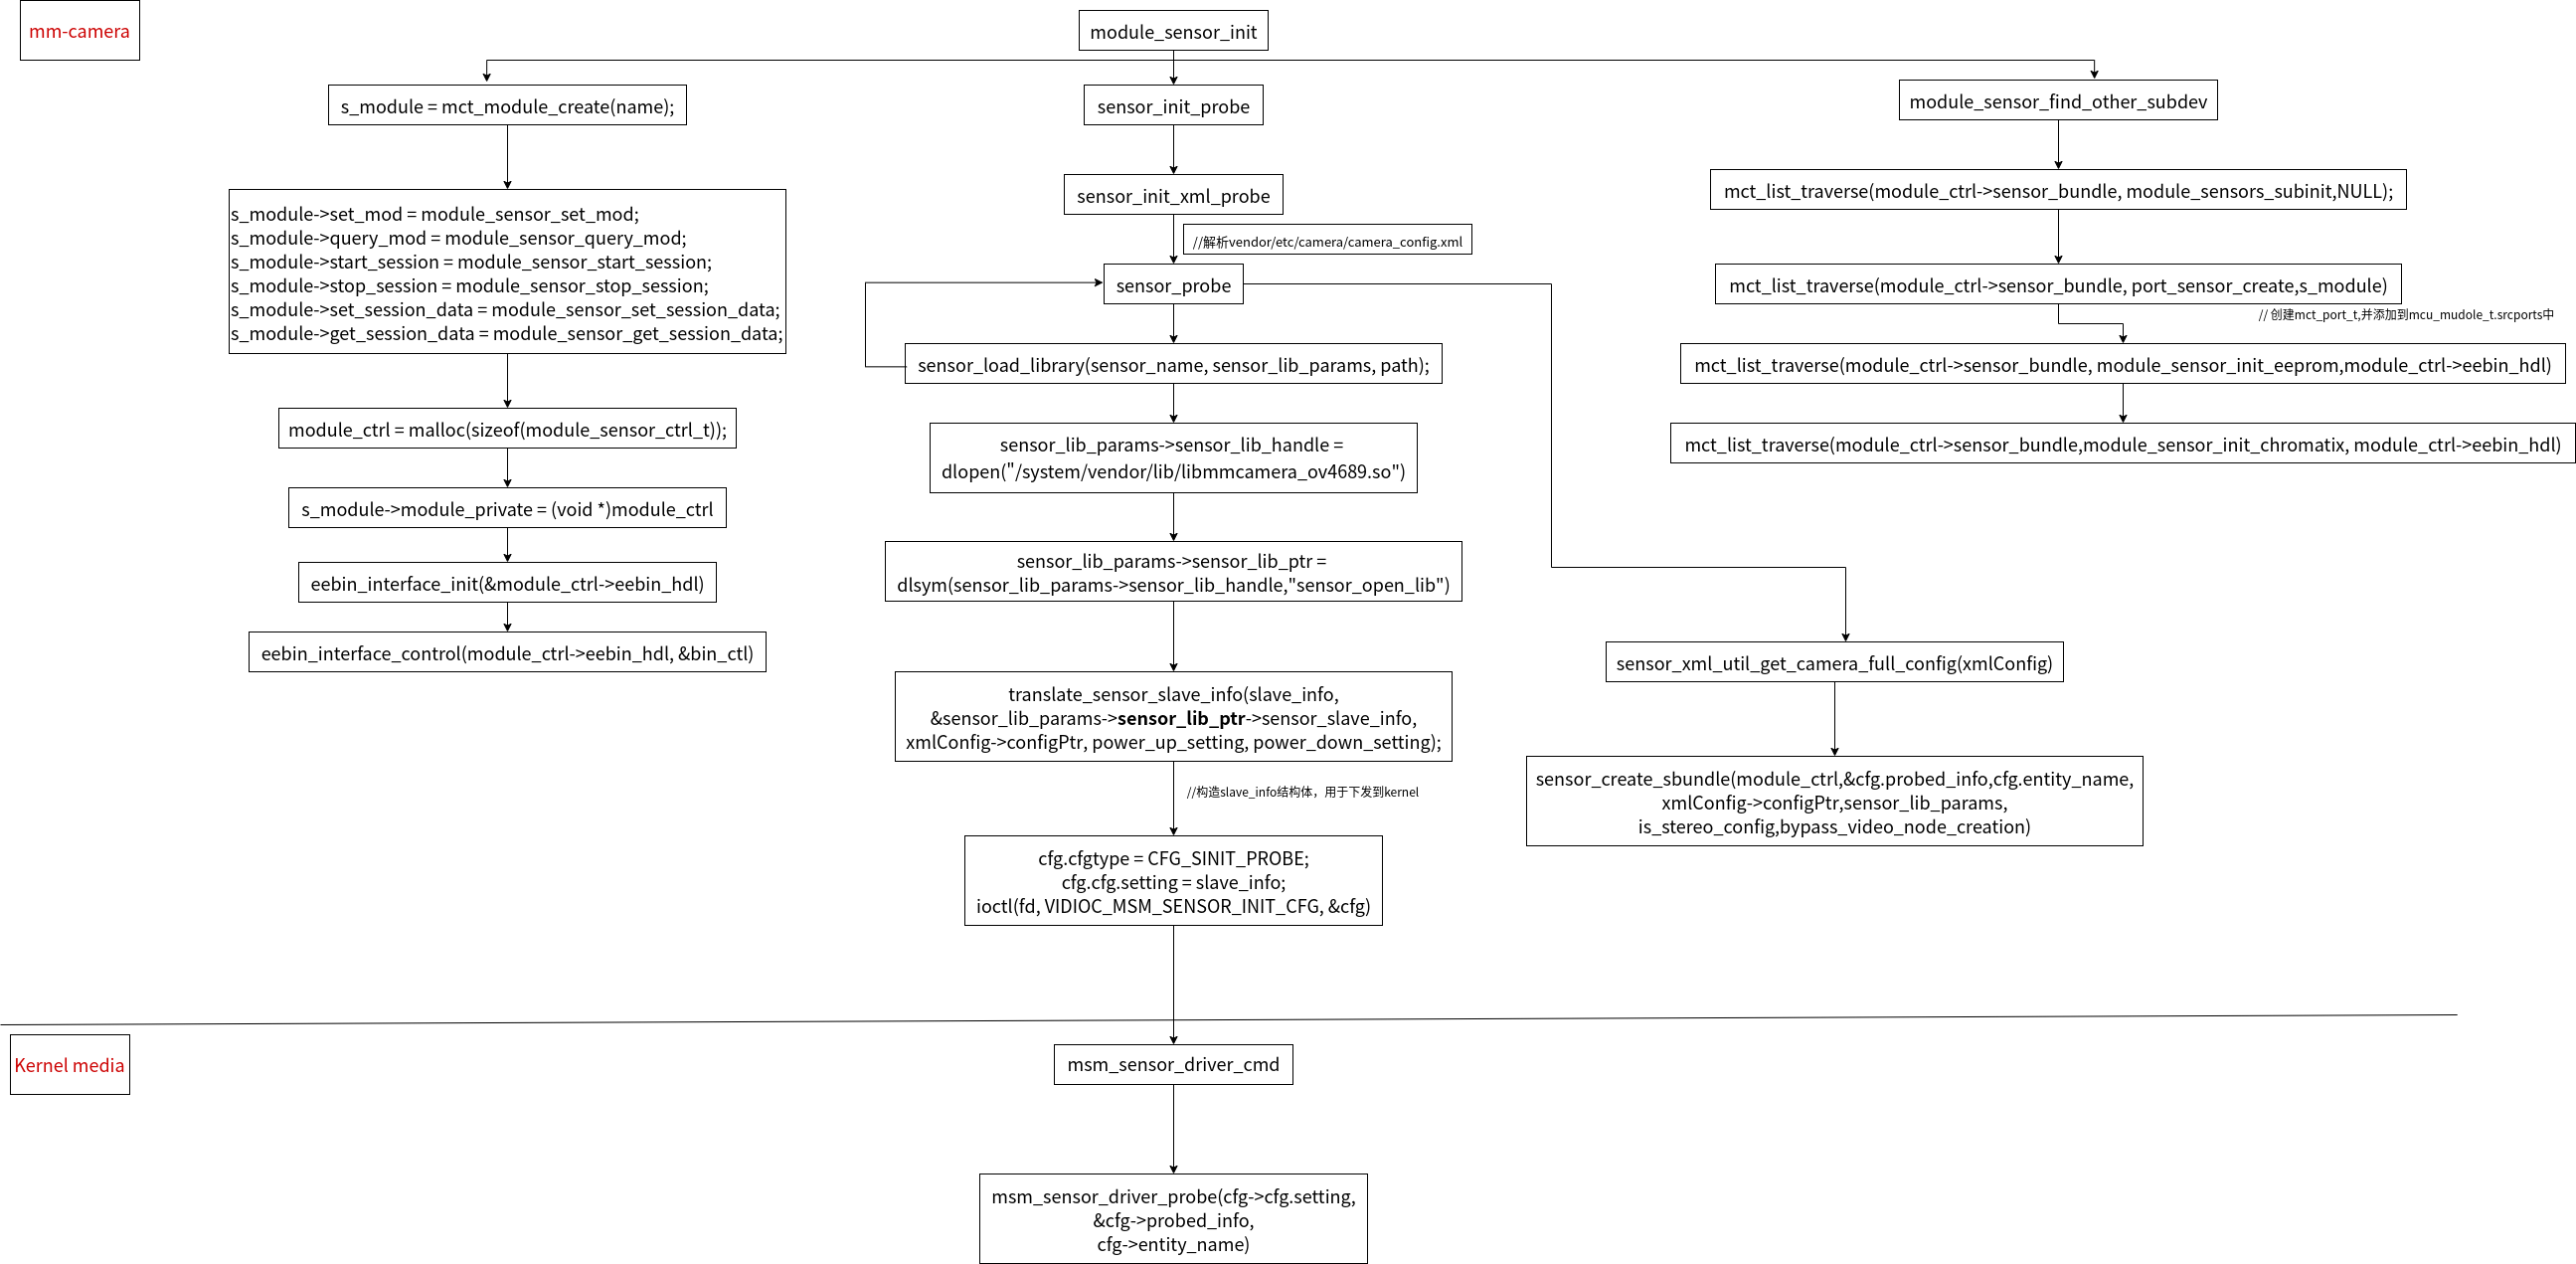 mm-camera
module_sensor_init
s_module = mct_module_create(name);
s_module->set_mod = module_sensor_set_mod;
s_module->query_mod = module_sensor_query_mod;
s_module->start_session = module_sensor_start_session;
s_module->stop_session = module_sensor_stop_session;
s_module->set_session_data = module_sensor_set_session_data;
s_module->get_session_data = module_sensor_get_session_data;
module_ctrl = malloc(sizeof(module_sensor_ctrl_t));
s_module->module_private = (void *)module_ctrl
eebin_interface_init(&module_ctrl->eebin_hdl)
eebin_interface_control(module_ctrl->eebin_hdl, &bin_ctl)
sensor_init_probe
sensor_init_xml_probe
//解析vendor/etc/camera/camera_config.xml
sensor_probe
sensor_load_library(sensor_name, sensor_lib_params, path);
sensor_lib_params->sensor_lib_handle =
dlopen("/system/vendor/lib/libmmcamera_ov4689.so")
sensor_lib_params->sensor_lib_ptr =
dlsym(sensor_lib_params->sensor_lib_handle,"sensor_open_lib")
translate_sensor_slave_info(slave_info,
&sensor_lib_params->sensor_lib_ptr->sensor_slave_info,
xmlConfig->configPtr, power_up_setting, power_down_setting);
//构造slave_info结构体，用于下发到kernel
cfg.cfgtype = CFG_SINIT_PROBE;
cfg.cfg.setting = slave_info;
ioctl(fd, VIDIOC_MSM_SENSOR_INIT_CFG, &cfg)
module_sensor_find_other_subdev
mct_list_traverse(module_ctrl->sensor_bundle, module_sensors_subinit,NULL);
mct_list_traverse(module_ctrl->sensor_bundle, port_sensor_create,s_module)
// 创建mct_port_t,并添加到mcu_mudole_t.srcports中
mct_list_traverse(module_ctrl->sensor_bundle, module_sensor_init_eeprom,module_ctrl->eebin_hdl)
mct_list_traverse(module_ctrl->sensor_bundle,module_sensor_init_chromatix, module_ctrl->eebin_hdl)
sensor_xml_util_get_camera_full_config(xmlConfig)
sensor_create_sbundle(module_ctrl,&cfg.probed_info,cfg.entity_name,
xmlConfig->configPtr,sensor_lib_params,
is_stereo_config,bypass_video_node_creation)
Kernel media
msm_sensor_driver_cmd
msm_sensor_driver_probe(cfg->cfg.setting,
&cfg->probed_info,
cfg->entity_name)